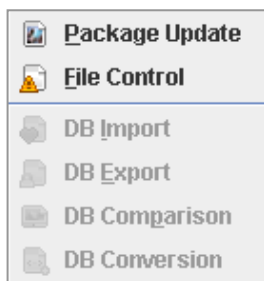 Package Update
File Control
DB Import
DB Export
DB Comparison
DB Conversion